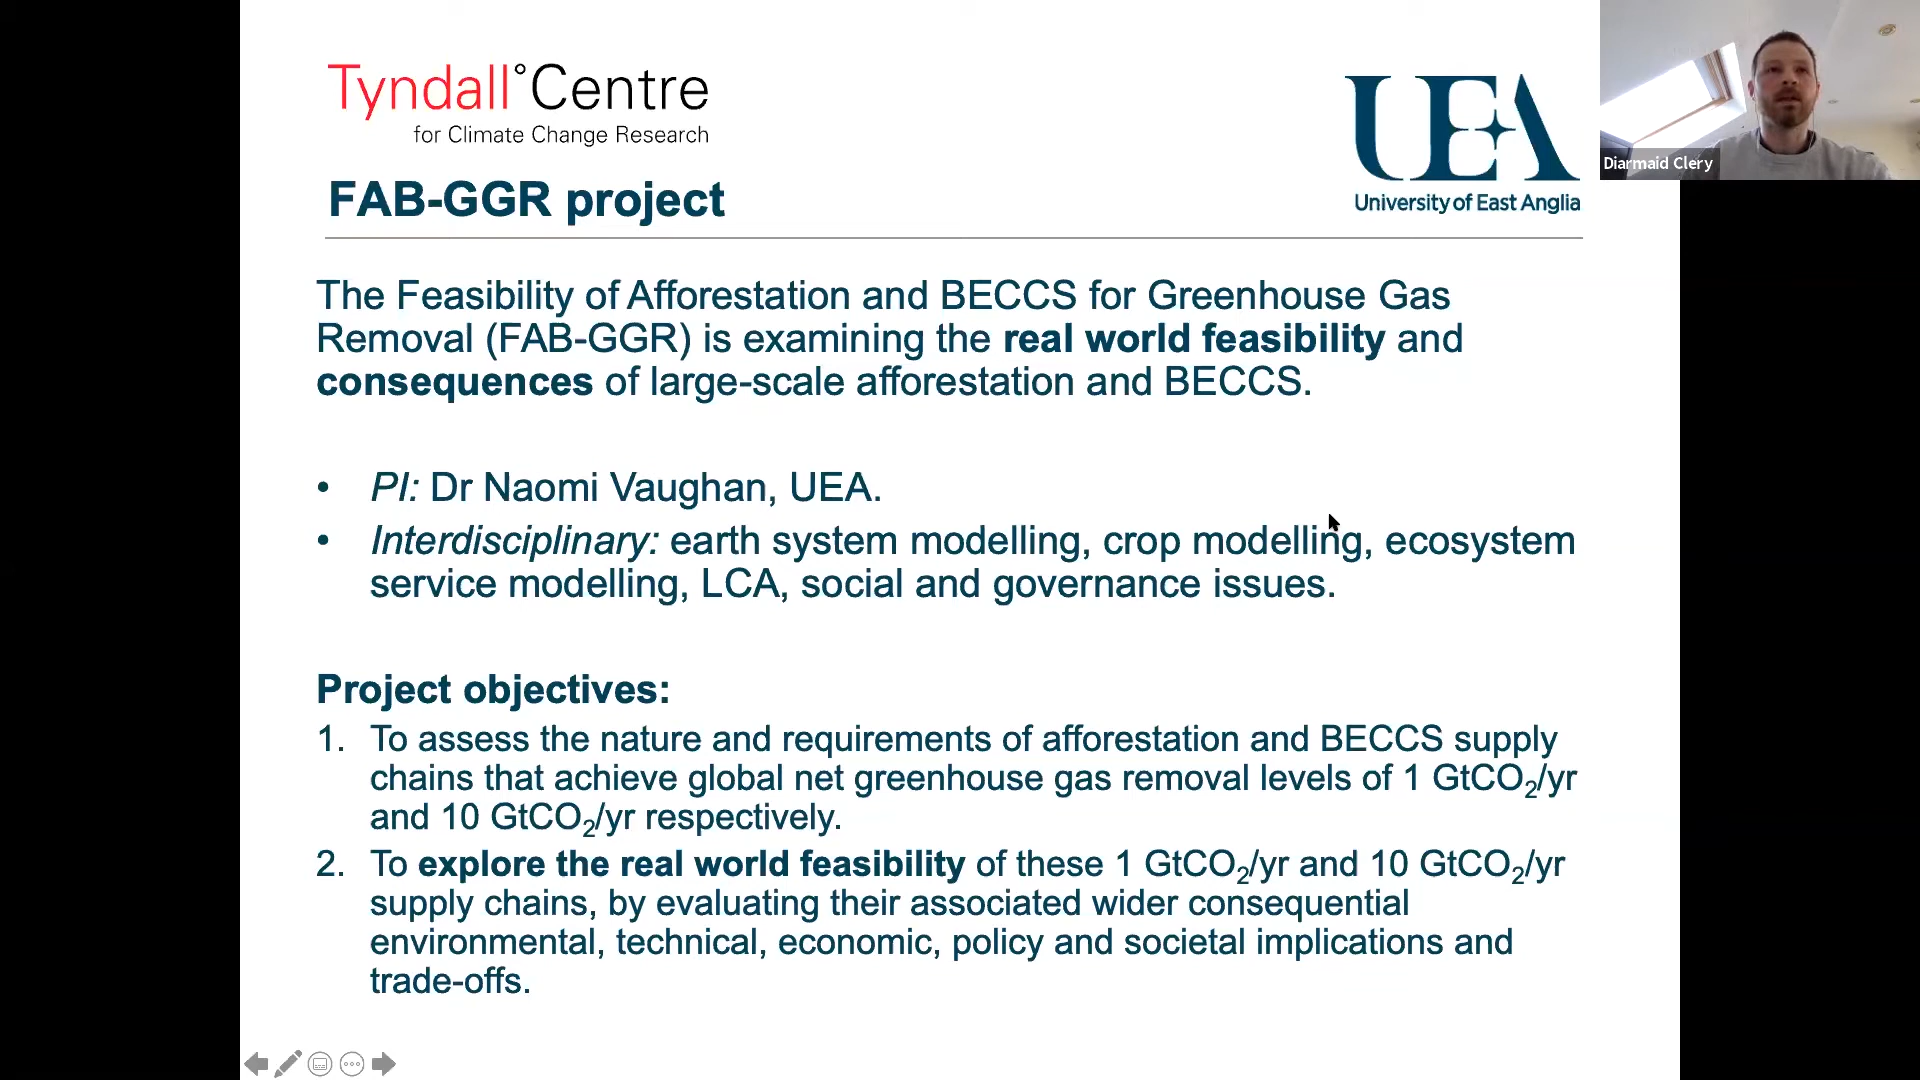 Tyndall°Centre
for Climate Change Research
UEA
University of East Anglia
Diarmaid Clery
FAB-GGR project
The Feasibility of Afforestation and BECCS for Greenhouse Gas
Removal (FAB-GGR) is examining the real world feasibility and
consequences of large-scale afforestation and BECCS.
• PI: Dr Naomi Vaughan, UEA.
• Interdisciplinary: earth system modelling, crop modelling, ecosystem
service modelling, LCA, social and governance issues.
Project objectives:
1. To assess the nature and requirements of afforestation and BECCS supply
chains that achieve global net greenhouse gas removal levels of 1 GtCO₂/yr
and 10 GtCO₂/yr respectively.
2. To explore the real world feasibility of these 1 GtCO₂/yr and 10 GtCO₂/yr
supply chains, by evaluating their associated wider consequential
environmental, technical, economic, policy and societal implications and
trade-offs.